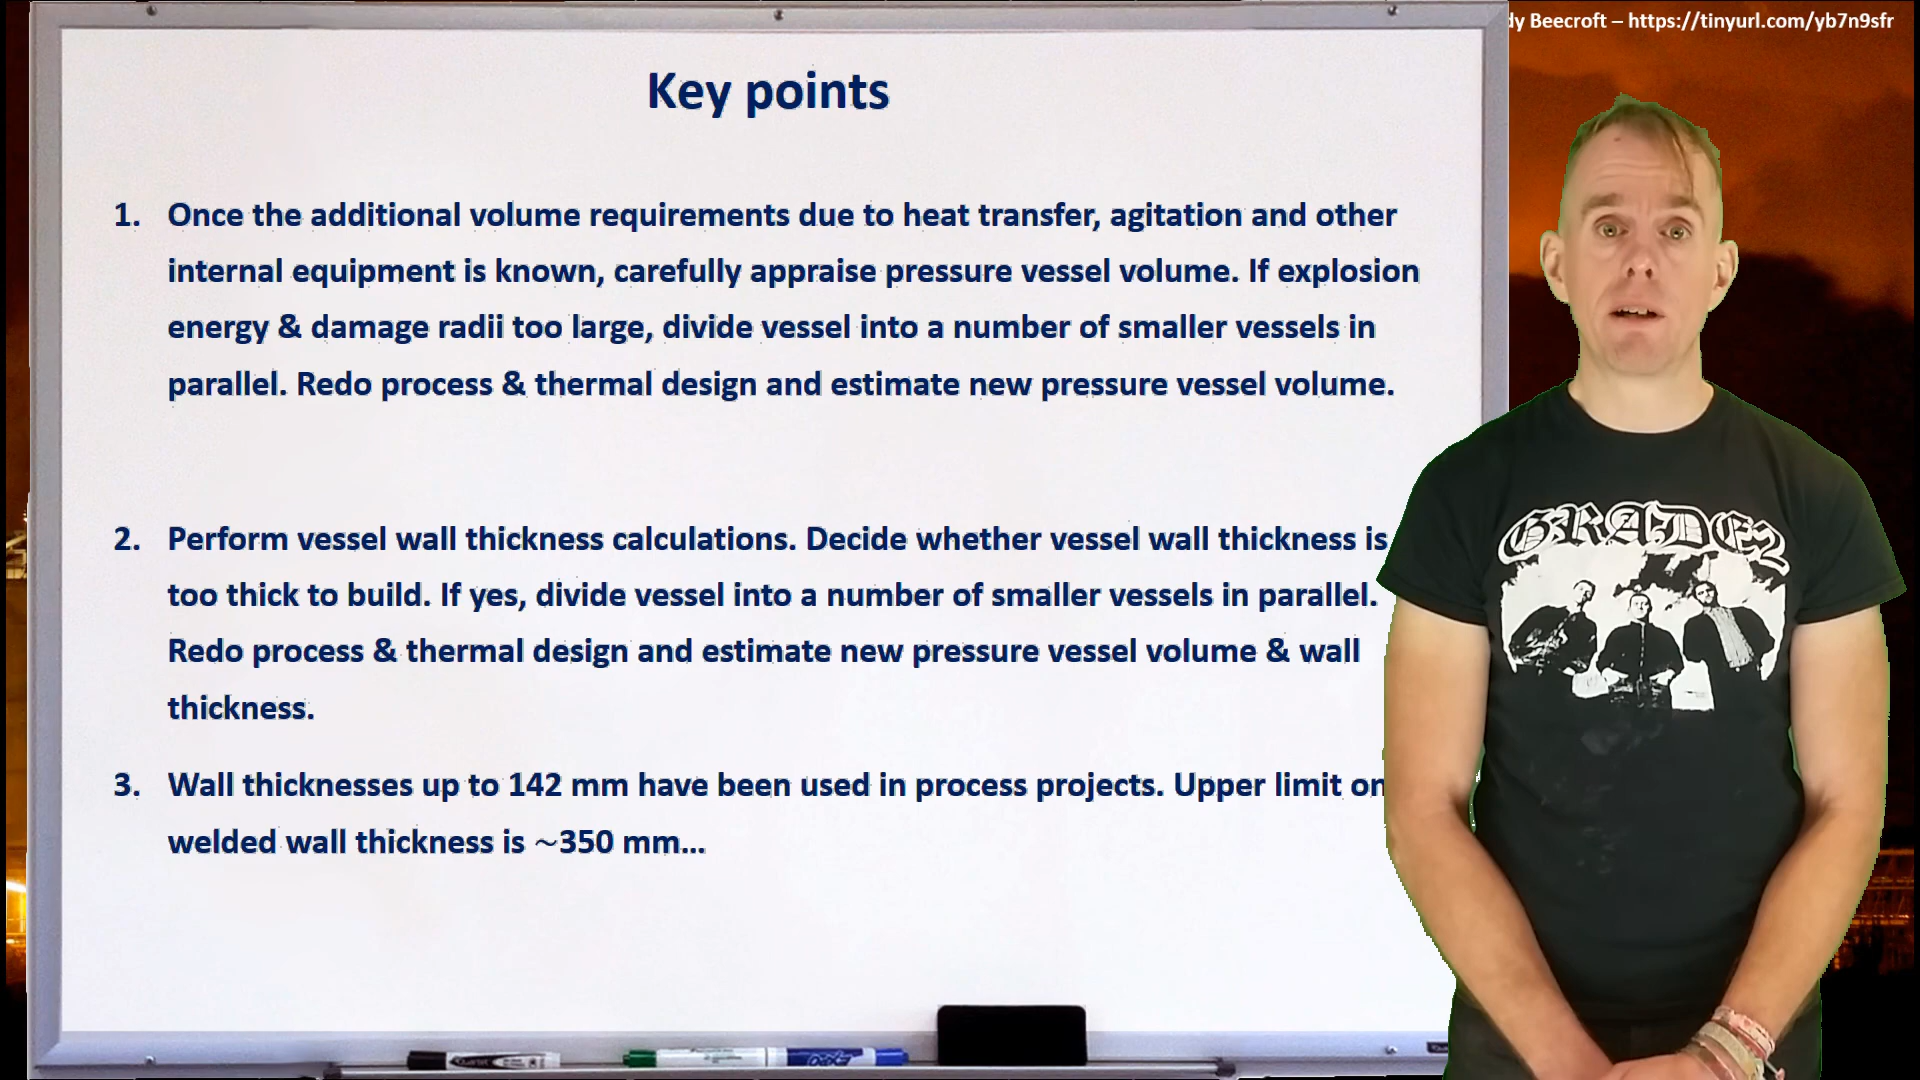 dy Beecroft – https://tinyurl.com/yb7n9sfr
Key points
1. Once the additional volume requirements due to heat transfer, agitation and other
internal equipment is known, carefully appraise pressure vessel volume. If explosion
energy & damage radii too large, divide vessel into a number of smaller vessels in
parallel. Redo process & thermal design and estimate new pressure vessel volume.
2. Perform vessel wall thickness calculations. Decide whether vessel wall thickness is
too thick to build. If yes, divide vessel into a number of smaller vessels in parallel.
Redo process & thermal design and estimate new pressure vessel volume & wall
thickness.
3. Wall thicknesses up to 142 mm have been used in process projects. Upper limit on
welded wall thickness is ~350 mm...
GRADE2